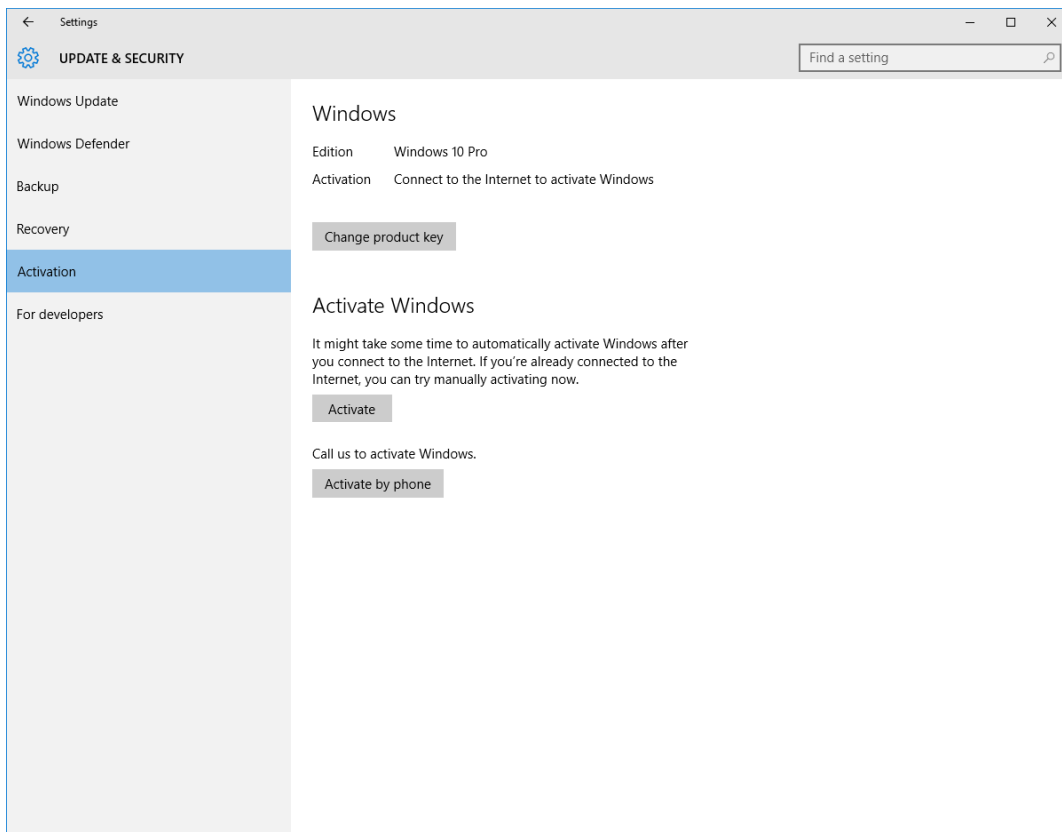 Settings
UPDATE & SECURITY
Find a setting
Windows Update
Windows Defender
Backup
Recovery
Activation
For developers
Windows
Edition Windows 10 Pro
Activation Connect to the Internet to activate Windows
Change product key
Activate Windows
It might take some time to automatically activate Windows after
you connect to the Internet. If you're already connected to the
Internet, you can try manually activating now.
Activate
Call us to activate Windows.
Activate by phone